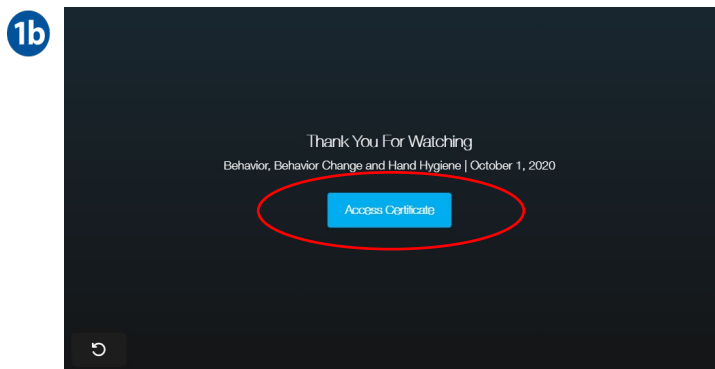 1b
Thank You For Watching
Behavior, Behavior Change and Hand Hygiene | October 1, 2020
Access Certificate